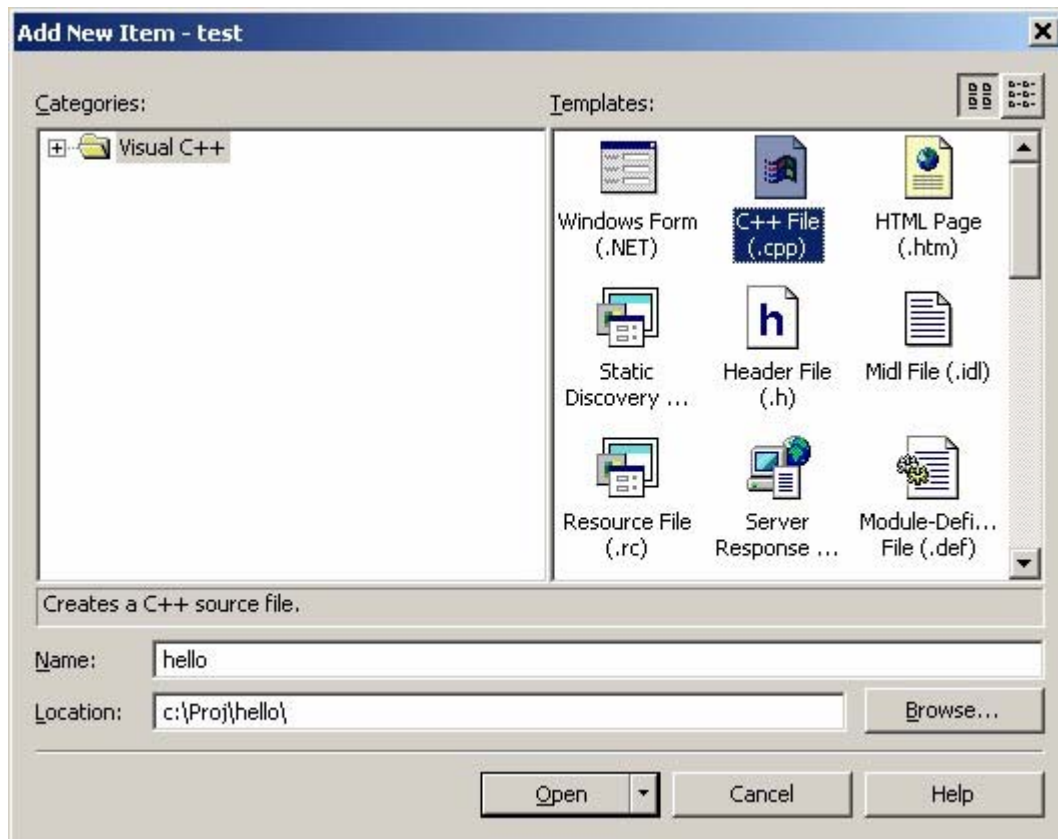 Add New Item - test
Categories:
Templates:
Visual C++
Windows Form
(.NET)
C++ File
(.cpp)
HTML Page
(.htm)
Static
Discovery ...
Header File
(.h)
Midl File (.idl)
Resource File
(.rc)
Server
Response ...
Module-Defi...
File (.def)
Creates a C++ source file.
Name:
hello
Location:
c:\Proj\hello\
Browse...
Open
Cancel
Help